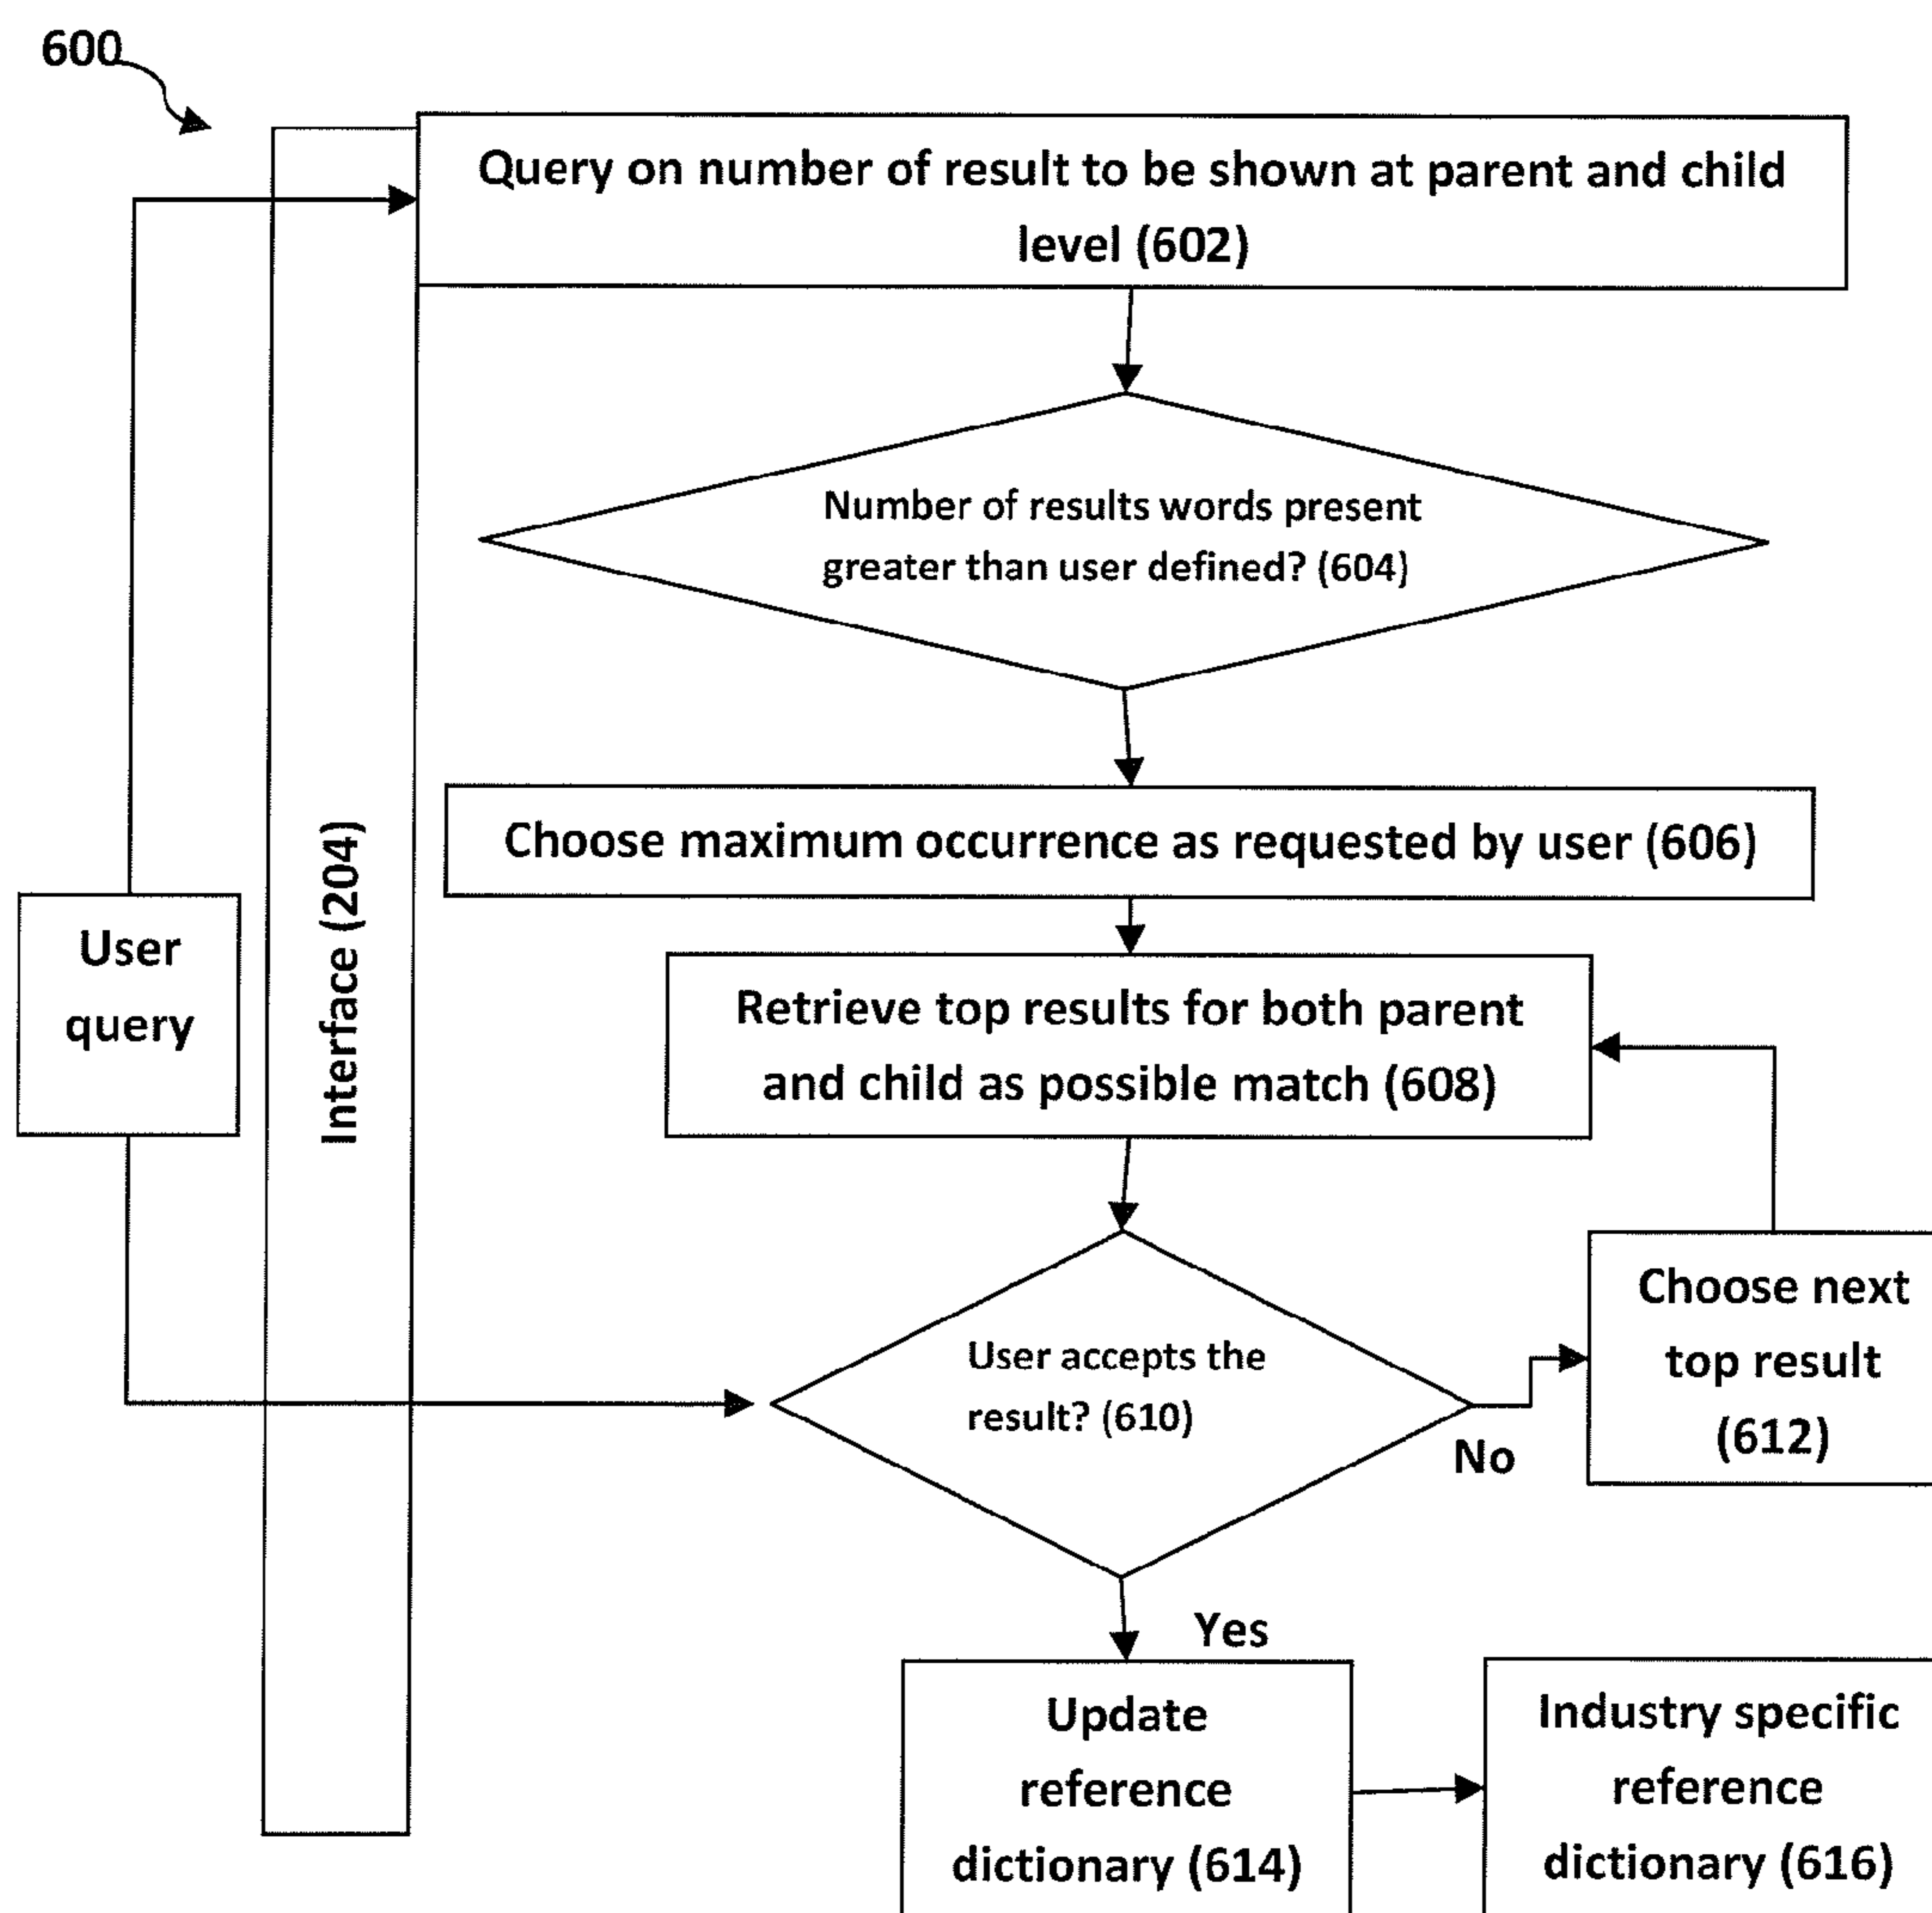 600
Query on number of result to be shown at parent and child
level (602)
Number of results words present
greater than user defined? (604)
Choose maximum occurrence as requested by user (606)
User
query
Interface (204)
Retrieve top results for both parent
and child as possible match (608)
User accepts the
result? (610)
No
Choose next
top result
(612)
Yes
Update
reference
dictionary (614)
Industry specific
reference
dictionary (616)